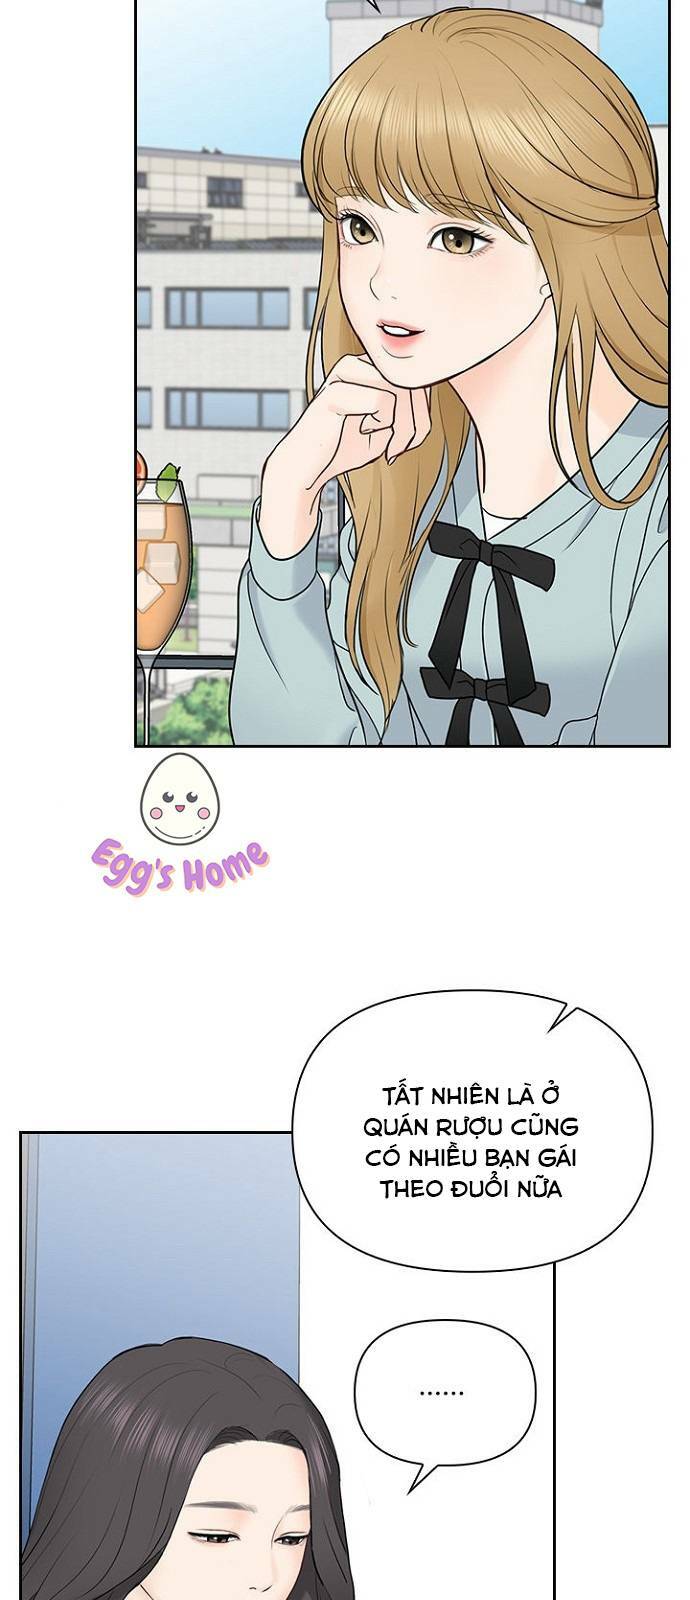 Egg's Home
TẤT NHIÊN LÀ Ở
QUÁN RƯỢU CŨNG
CÓ NHIỀU BẠN GÁI
THEO ĐUỔI NỮA
......